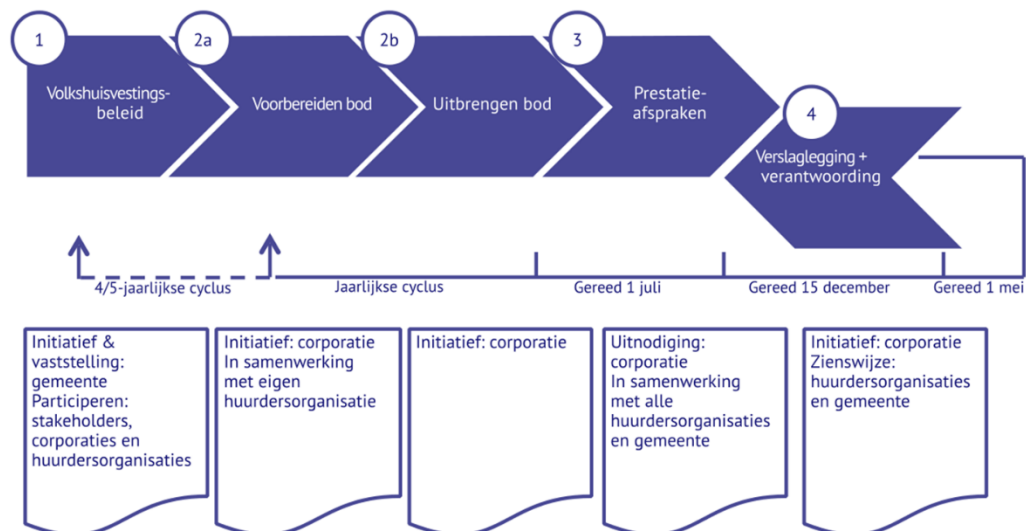 1
2a
2b
3
4
Volkshuisvestings-
beleid
Voorbereiden bod
Uitbrengen bod
Prestatie-
afspraken
Verslaglegging +
verantwoording
4/5-jaarlijkse cyclus
Jaarlijkse cyclus
Gereed 1 juli
Gereed 15 december
Gereed 1 mei
Initiatief &
vaststelling:
gemeente
Participeren:
stakeholders,
corporaties en
huurdersorganisaties
Initiatief: corporatie
In samenwerking
met eigen
huurdersorganisatie
Initiatief: corporatie
Uitnodiging:
corporatie
In samenwerking
met alle
huurdersorganisaties
en gemeente
Initiatief: corporatie
Zienswijze:
huurdersorganisaties
en gemeente